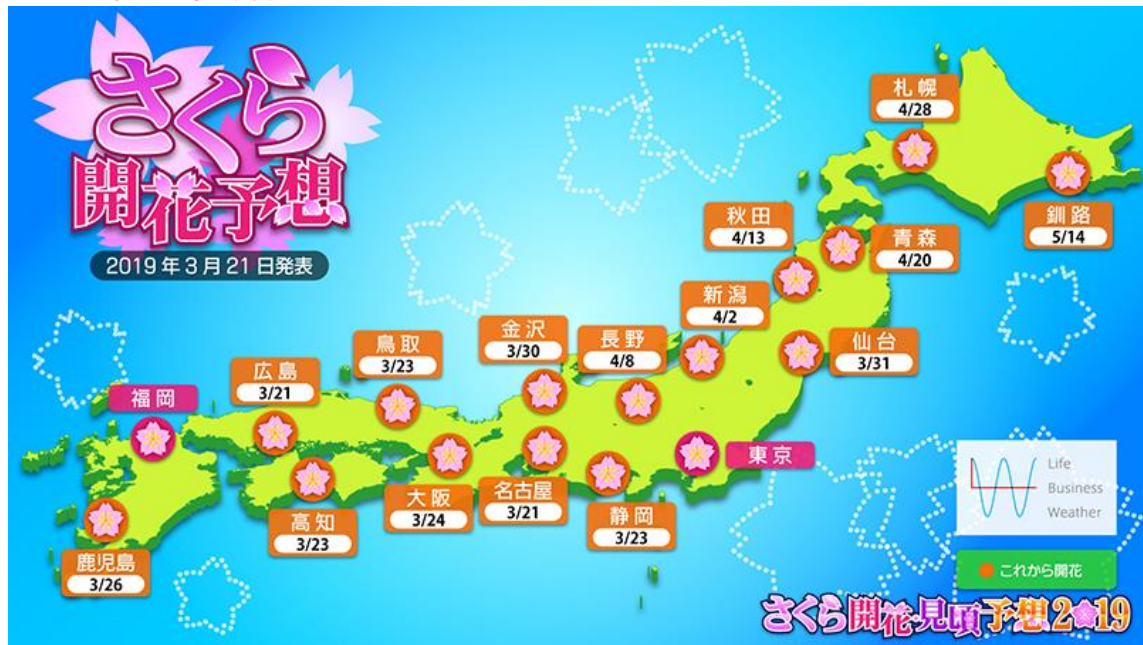 さくら
開花予想
2019年3月21日発表
札幌
4/28
釧路
5/14
秋田
4/13
青森
4/20
新潟
4/2
仙台
3/31
金沢
3/30
長野
4/8
鳥取
3/23
広島
3/21
福岡
東京
大阪
3/24
名古屋
3/21
静岡
3/23
高知
3/23
鹿児島
3/26
Life
Business
Weather
これから開花
さくら開花・見頃予想2019